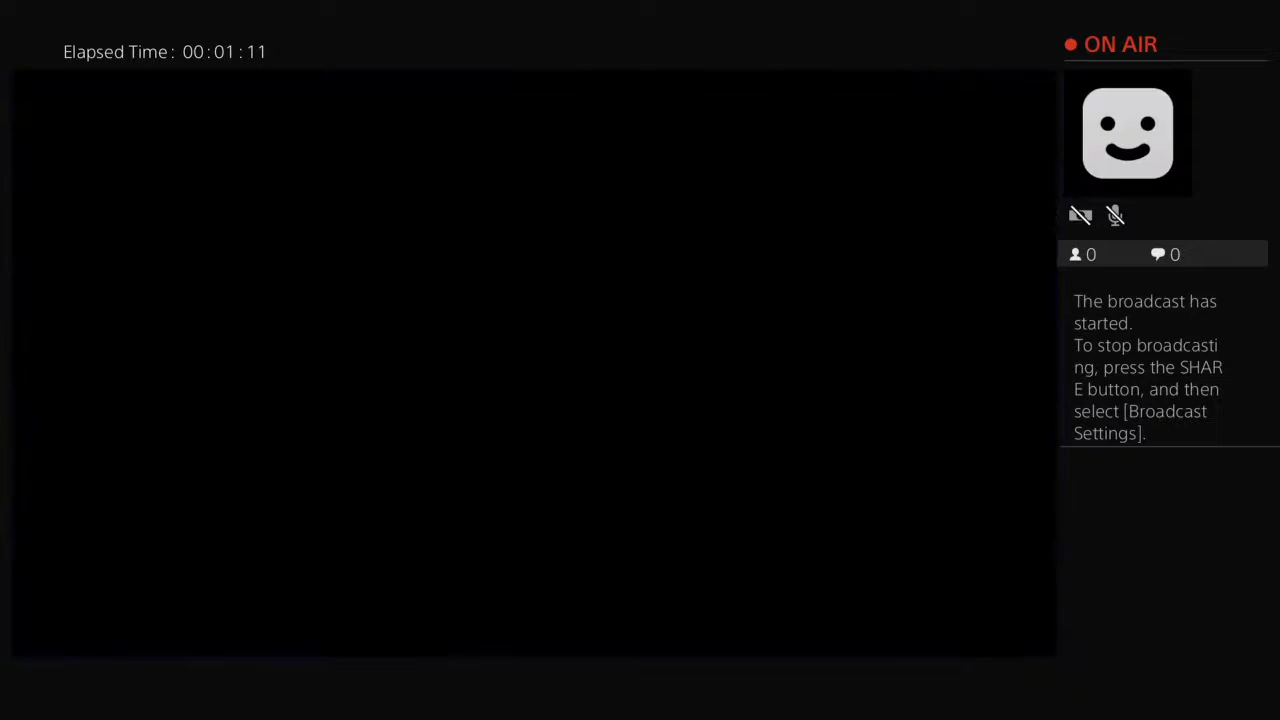 Elapsed Time: 00:01:11
ON AIR
0 0
The broadcast has
started.
To stop broadcasti
ng, press the SHAR
E button, and then
select [Broadcast
Settings].